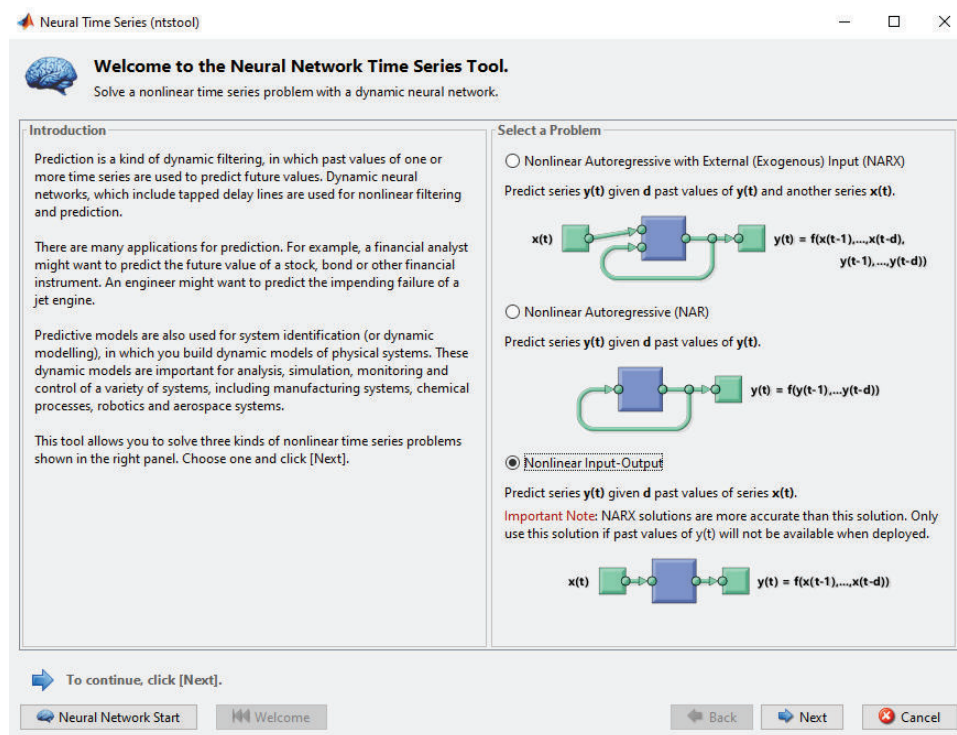 Neural Time Series (ntstool)
Welcome to the Neural Network Time Series Tool.
Solve a nonlinear time series problem with a dynamic neural network.
Introduction
Prediction is a kind of dynamic filtering, in which past values of one or
more time series are used to predict future values. Dynamic neural
networks, which include tapped delay lines are used for nonlinear filtering
and prediction.
There are many applications for prediction. For example, a financial analyst
might want to predict the future value of a stock, bond or other financial
instrument. An engineer might want to predict the impending failure of a
jet engine.
Predictive models are also used for system identification (or dynamic
modelling), in which you build dynamic models of physical systems. These
dynamic models are important for analysis, simulation, monitoring and
control of a variety of systems, including manufacturing systems, chemical
processes, robotics and aerospace systems.
This tool allows you to solve three kinds of nonlinear time series problems
shown in the right panel. Choose one and click [Next].
Select a Problem
Nonlinear Autoregressive with External (Exogenous) Input (NARX)
Predict series y(t) given d past values of y(t) and another series x(t).
x(t) y(t) = f(x(t-1),...,x(t-d),
y(t-1),...,y(t-d))
Nonlinear Autoregressive (NAR)
Predict series y(t) given d past values of y(t).
y(t) = f(y(t-1),...y(t-d))
Nonlinear Input-Output
Predict series y(t) given d past values of series x(t).
Important Note: NARX solutions are more accurate than this solution. Only
use this solution if past values of y(t) will not be available when deployed.
x(t) y(t) = f(x(t-1),...,x(t-d))
To continue, click [Next].
Neural Network Start Welcome Back Next Cancel